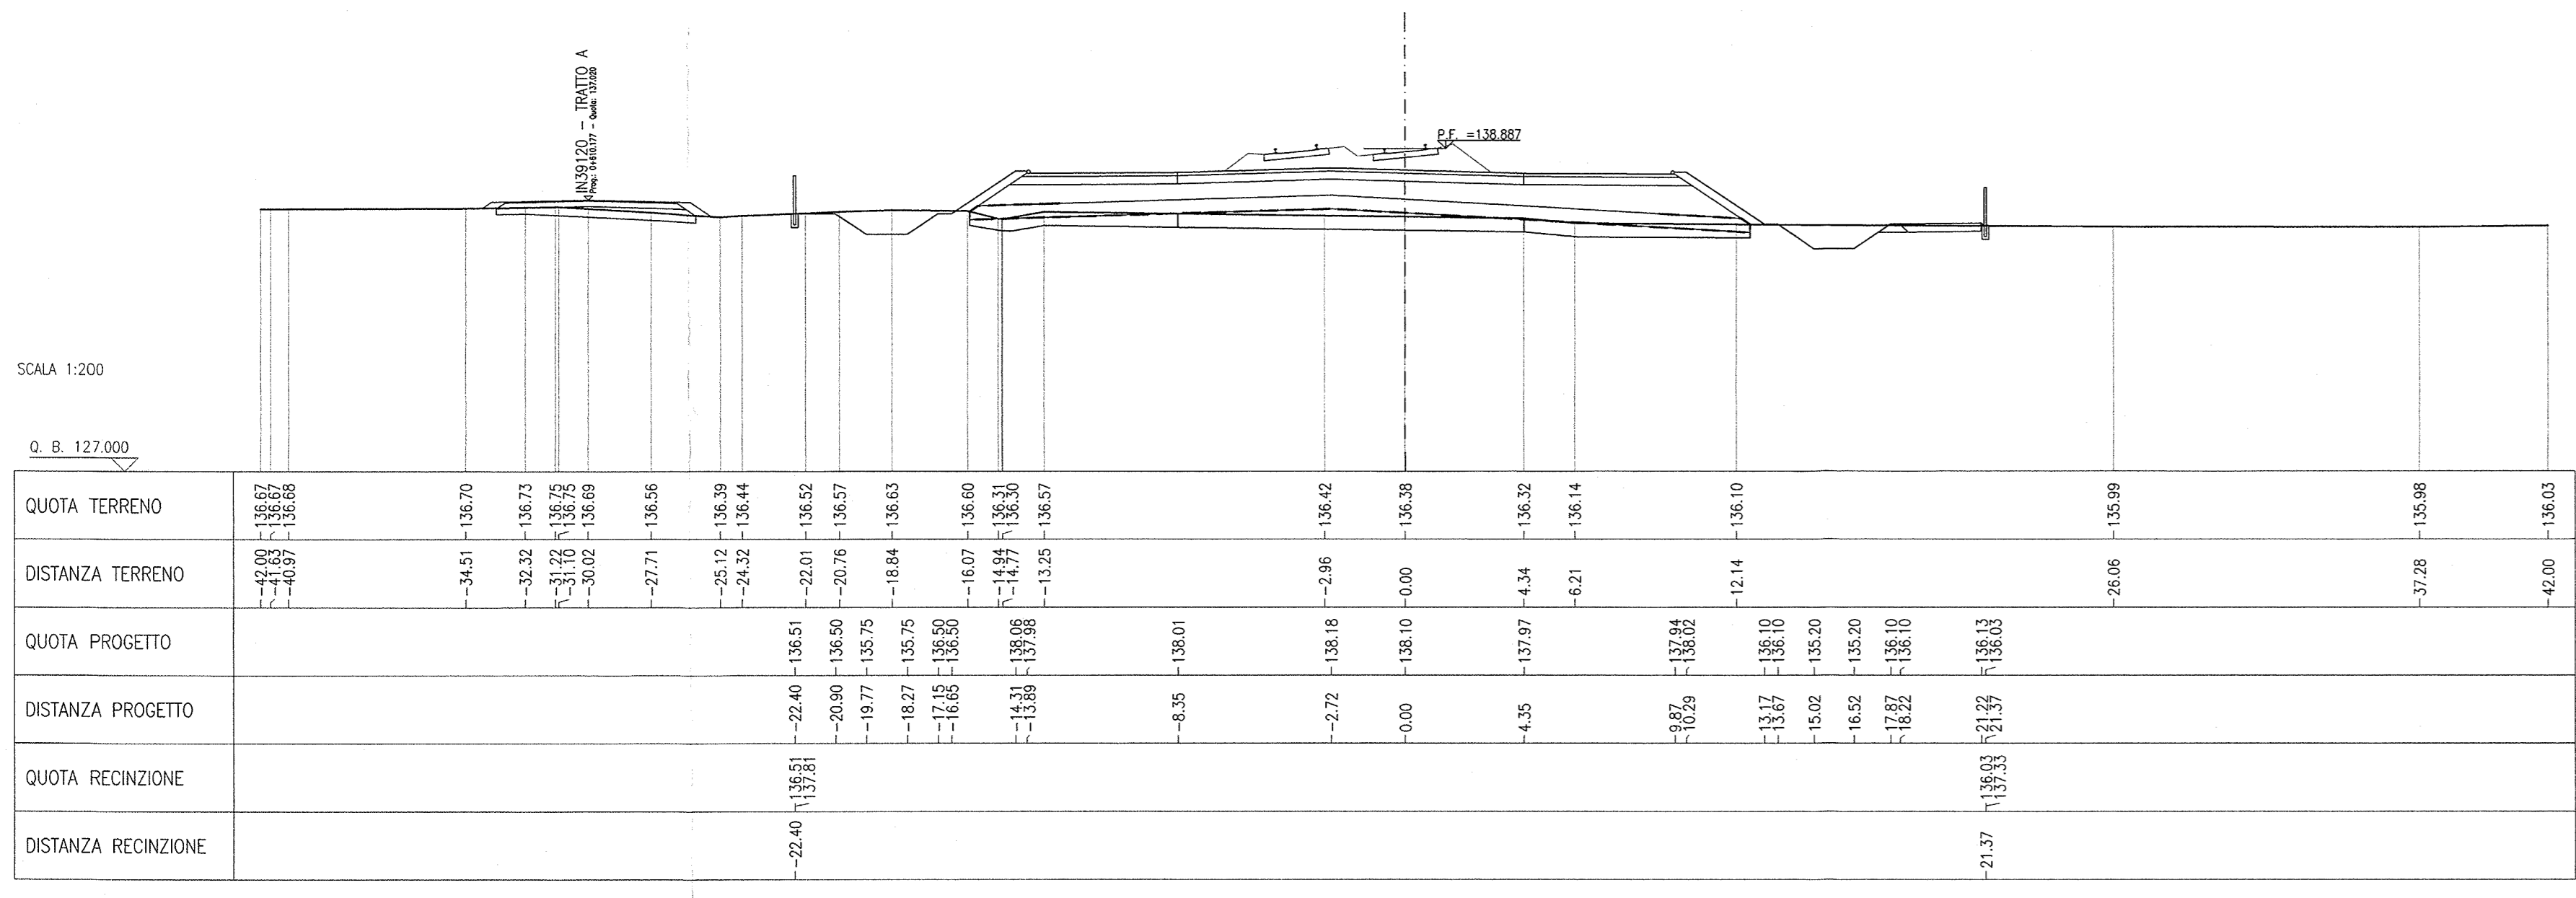 IN39120 - TRATTO A
Prog.: 0+610.177 - Quota: 137.020
P.F. =138.887
SCALA 1:200
Q. B. 127.000
QUOTA TERRENO 136.67 136.67 136.68 136.70 136.73 136.75 136.75 136.69 136.56 136.39 136.44 136.52 136.57 136.63 136.60 136.31 136.30 136.57 136.42 136.38 136.32 136.14 136.10 135.99 135.98 136.03
DISTANZA TERRENO -42.00 -41.63 -40.97 -34.51 -32.32 -31.22 -31.10 -30.02 -27.71 -25.12 -24.32 -22.01 -20.76 -18.84 -16.07 -14.94 -14.77 -13.25 -2.96 0.00 4.34 6.21 12.14 26.06 37.28 42.00
QUOTA PROGETTO 136.51 136.50 135.75 135.75 136.50 136.50 138.06 137.98 138.01 138.18 138.10 137.97 137.94 138.02 136.10 136.10 135.20 135.20 136.10 136.10 136.13 136.03
DISTANZA PROGETTO -22.40 -20.90 -19.77 -18.27 -17.15 -16.65 -14.31 -13.89 -8.35 -2.72 0.00 4.35 9.87 10.29 13.17 13.67 15.02 16.52 17.87 18.22 21.22 21.37
QUOTA RECINZIONE 136.51 137.81 136.03 137.33
DISTANZA RECINZIONE -22.40 21.37